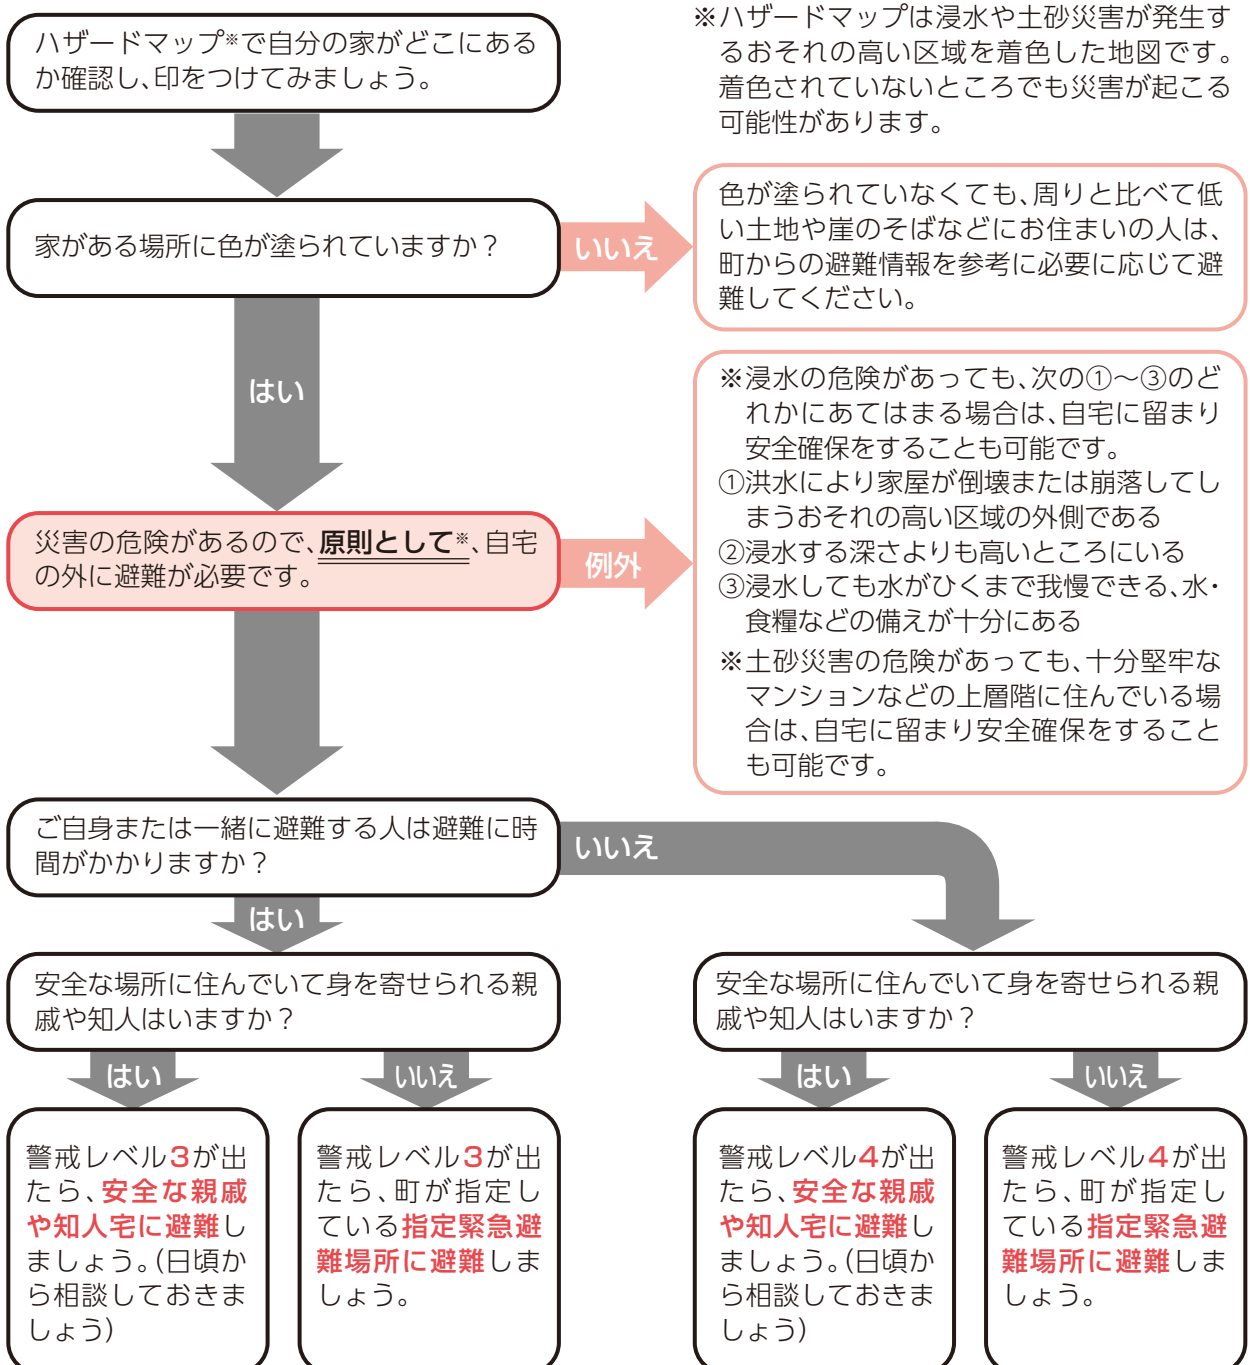 ハザードマップ※で自分の家がどこにある
か確認し、印をつけてみましょう。
※ハザードマップは浸水や土砂災害が発生す
るおそれの高い区域を着色した地図です。
着色されていないところでも災害が起こる
可能性があります。
家がある場所に色が塗られていますか？
いいえ
色が塗られていなくても、周りと比べて低
い土地や崖のそばなどにお住まいの人は、
町からの避難情報を参考に必要に応じて避
難してください。
はい
災害の危険があるので、原則として※、自宅
の外に避難が必要です。
例外
※浸水の危険があっても、次の①～③のど
れかにあてはまる場合は、自宅に留まり
安全確保をすることも可能です。
①洪水により家屋が倒壊または崩落してし
まうおそれの高い区域の外側である
②浸水する深さよりも高いところにいる
③浸水しても水がひくまで我慢できる、水・
食糧などの備えが十分にある
※土砂災害の危険があっても、十分堅牢な
マンションなどの上層階に住んでいる場
合は、自宅に留まり安全確保をすること
も可能です。
ご自身または一緒に避難する人は避難に時
間がかかりますか？
いいえ
はい
安全な場所に住んでいて身を寄せられる親
戚や知人はいますか？
はい
いいえ
警戒レベル3が出
たら、安全な親戚
や知人宅に避難し
ましょう。（日頃か
ら相談しておきま
しょう）
警戒レベル3が出
たら、町が指定し
ている指定緊急避
難場所に避難しま
しょう。
安全な場所に住んでいて身を寄せられる親
戚や知人はいますか？
はい
いいえ
警戒レベル4が出
たら、安全な親戚
や知人宅に避難し
ましょう。（日頃か
ら相談しておきま
しょう）
警戒レベル4が出
たら、町が指定し
ている指定緊急避
難場所に避難しま
しょう。